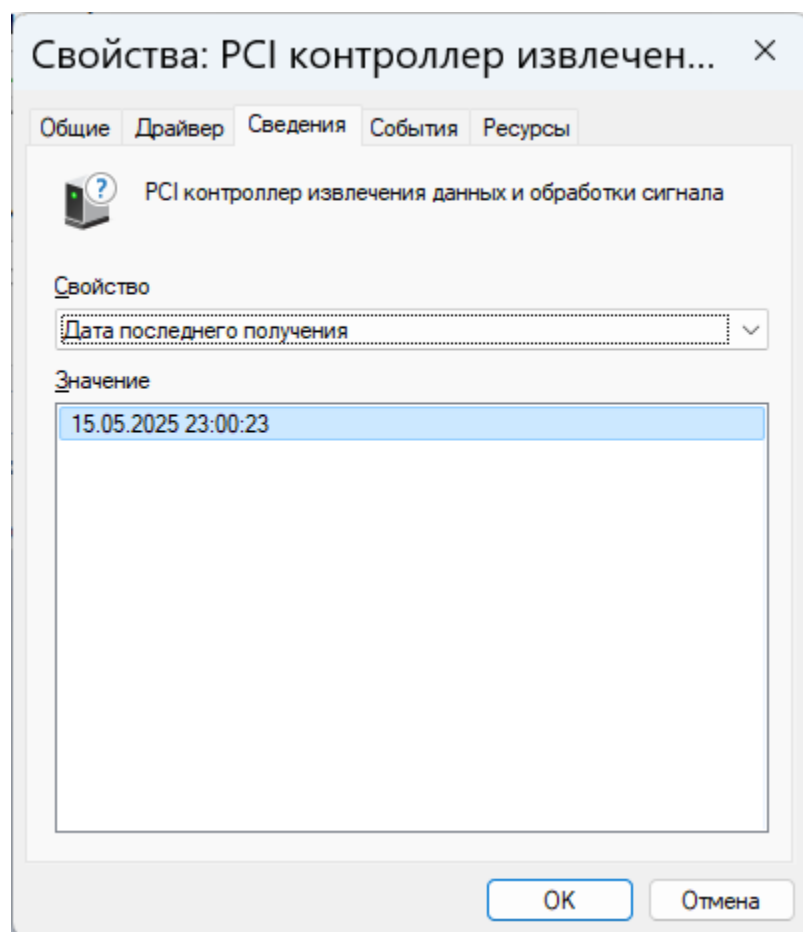 Свойства: PCI контроллер извлечен...
Общие Драйвер Сведения События Ресурсы
PCI контроллер извлечения данных и обработки сигнала
Свойство
Дата последнего получения
Значение
15.05.2025 23:00:23
OK Отмена